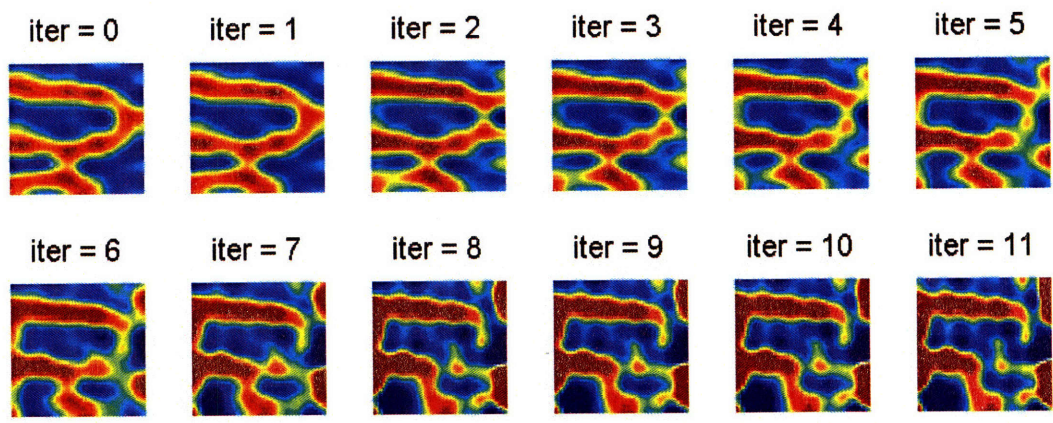 iter = 0 iter = 1 iter = 2 iter = 3 iter = 4 iter = 5
iter = 6 iter = 7 iter = 8 iter = 9 iter = 10 iter = 11